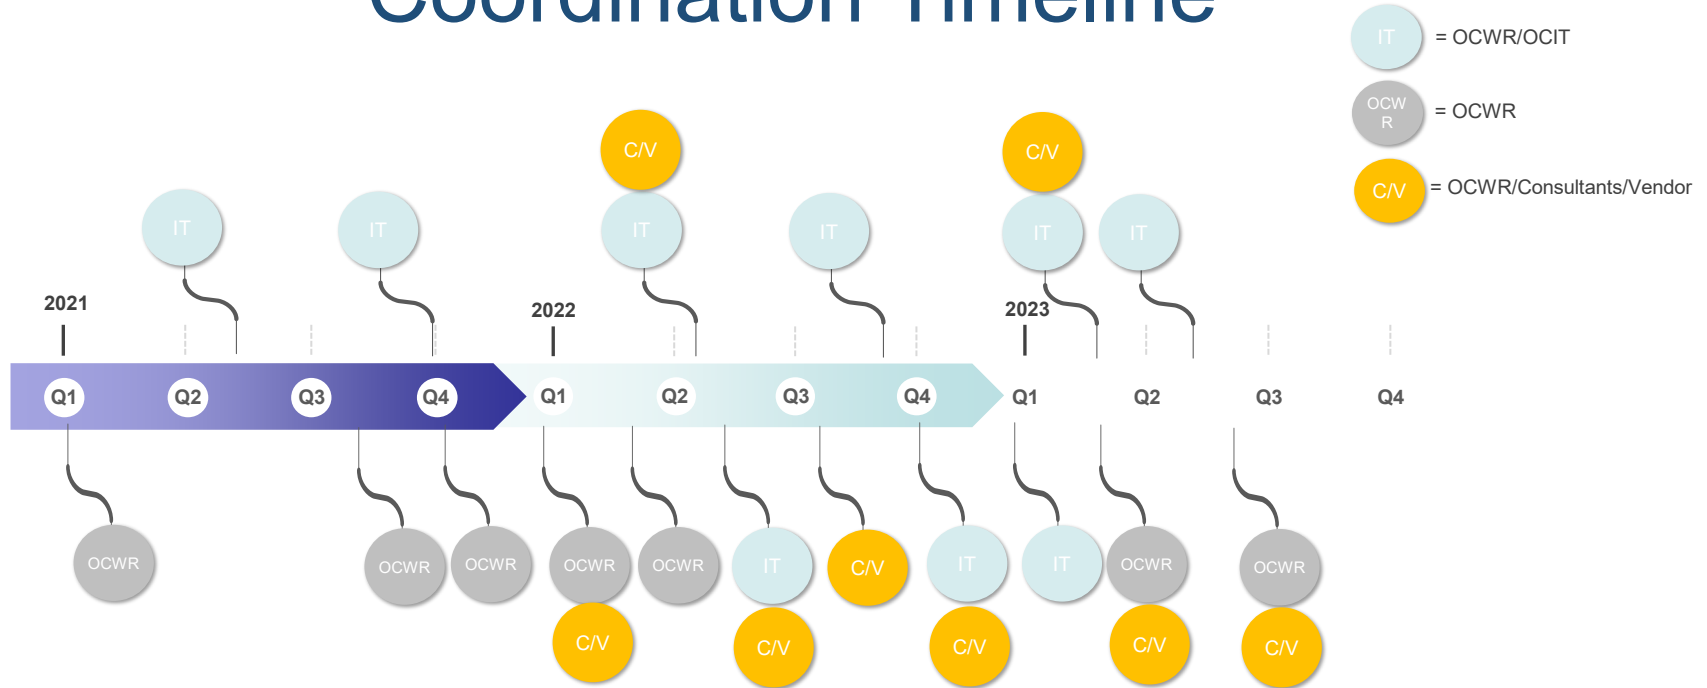 Coordination Timeline
IT = OCWR/OCIT
OCW
R = OCWR
C/V = OCWR/Consultants/Vendor
C/V C/V
IT IT IT IT IT IT
2021 2022 2023
Q1 Q2 Q3 Q4 Q1 Q2 Q3 Q4 Q1 Q2 Q3 Q4
OCWR OCWR OCWR OCWR OCWR IT C/V IT IT OCWR OCWR
C/V C/V C/V C/V C/V